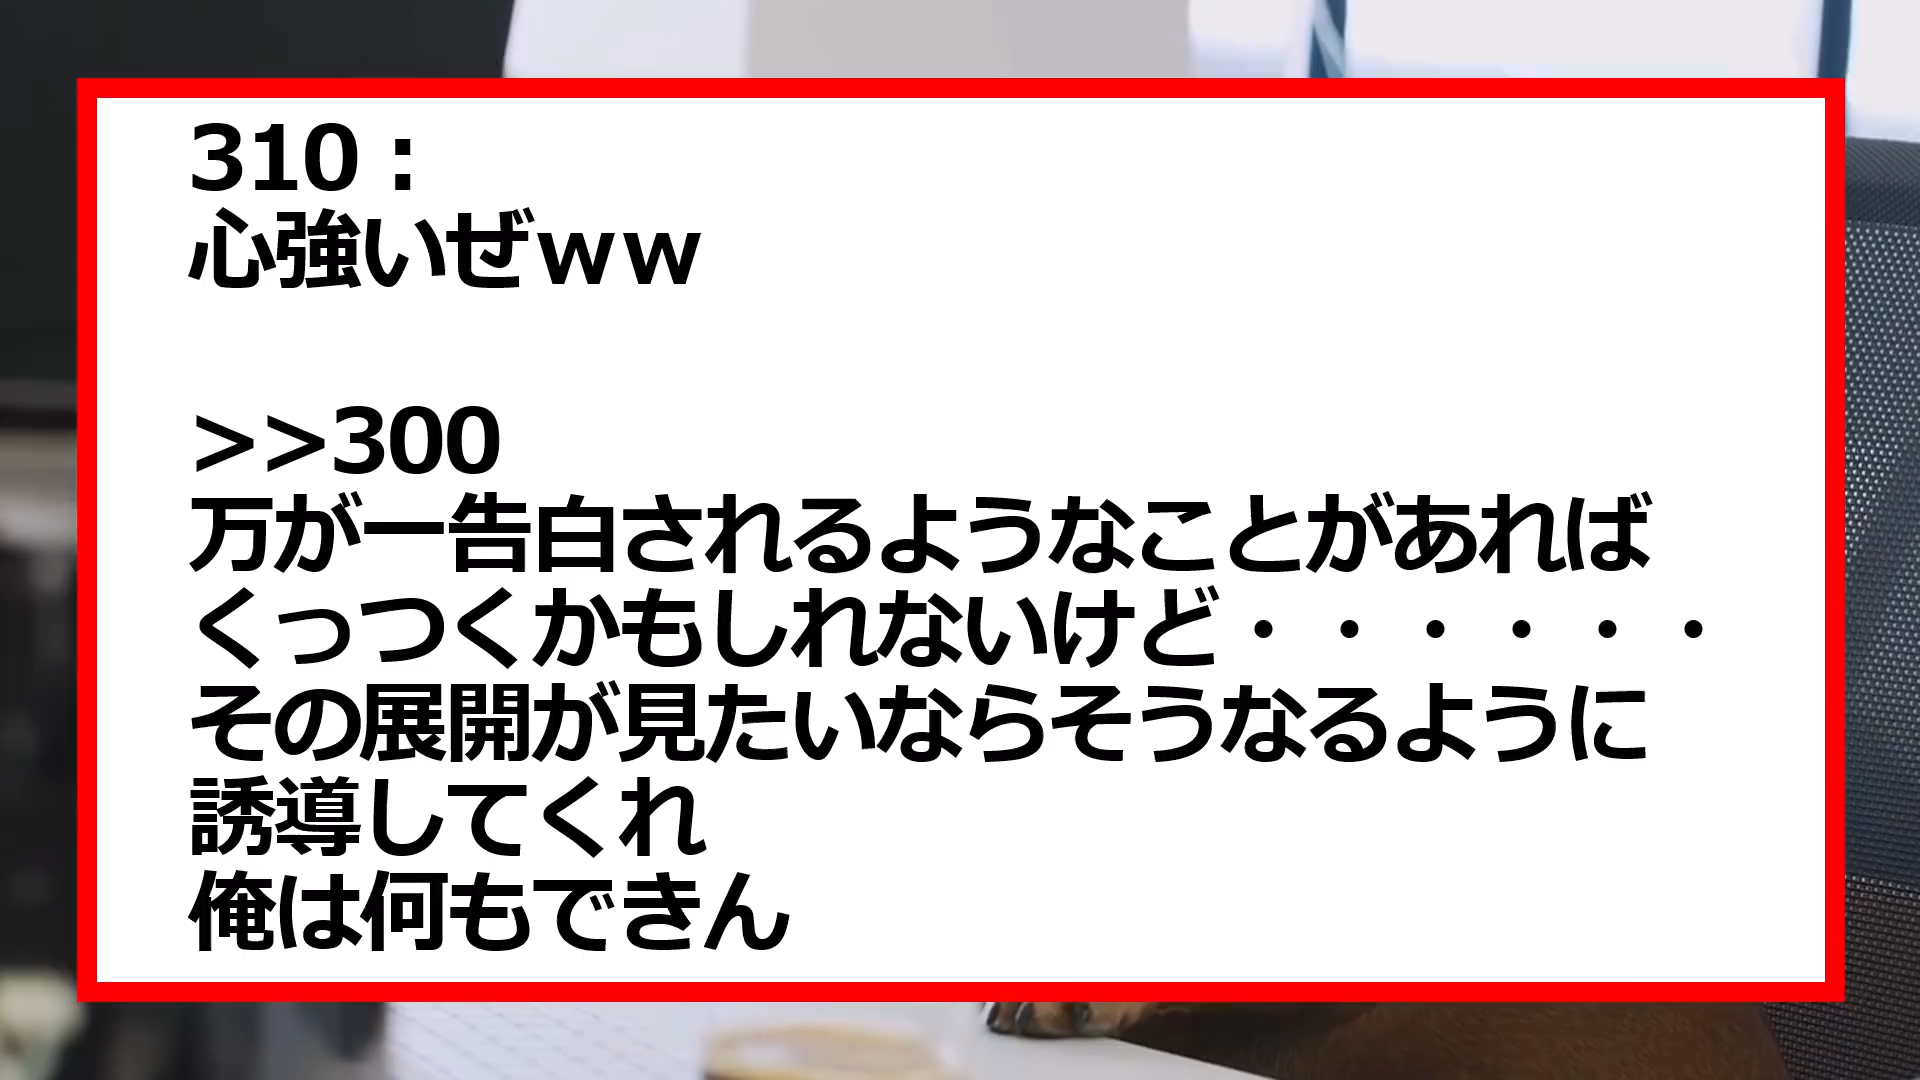 310：
心強いぜｗｗ
>>300
万が一告白されるようなことがあれば
くっつくかもしれないけど・・・・・・
その展開が見たいならそうなるように
誘導してくれ
俺は何もできん